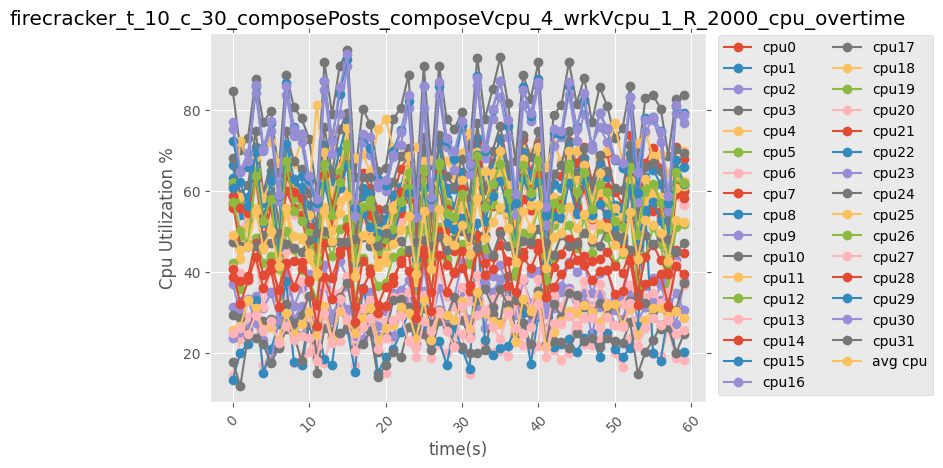 firecracker_t_10_c_30_composePosts_composeVcpu_4_wrkVcpu_1_R_2000_cpu_overtime
Cpu Utilization %
80
60
40
20
0
10
20
30
40
50
60
time(s)
cpu0
cpu1
cpu2
cpu3
cpu4
cpu5
cpu6
cpu7
cpu8
cpu9
cpu10
cpu11
cpu12
cpu13
cpu14
cpu15
cpu16
cpu17
cpu18
cpu19
cpu20
cpu21
cpu22
cpu23
cpu24
cpu25
cpu26
cpu27
cpu28
cpu29
cpu30
cpu31
avg cpu